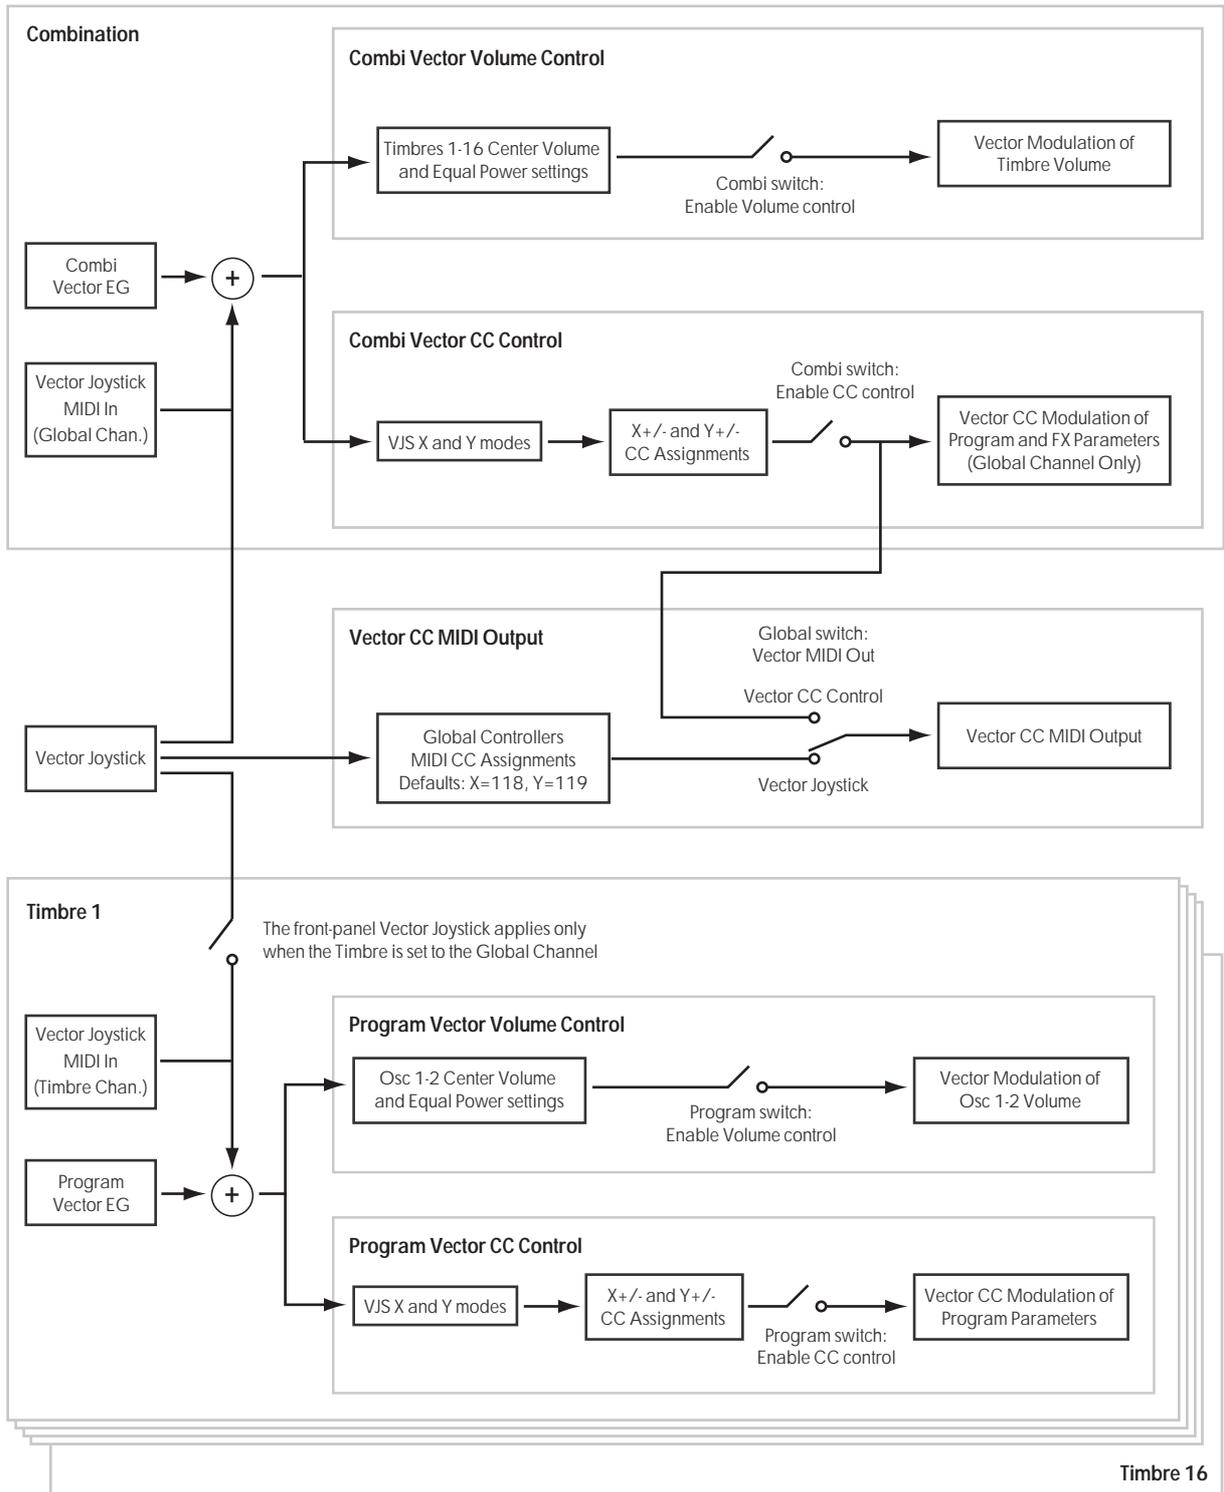 Combination
Combi Vector Volume Control
Timbres 1-16 Center Volume
and Equal Power settings
Combi switch:
Enable Volume control
Vector Modulation of
Timbre Volume
Combi
Vector EG
+
Vector Joystick
MIDI In
(Global Chan.)
Combi Vector CC Control
VJS X and Y modes
X+/- and Y+/-
CC Assignments
Combi switch:
Enable CC control
Vector CC Modulation of
Program and FX Parameters
(Global Channel Only)
Vector CC MIDI Output
Global switch:
Vector MIDI Out
Vector CC Control
Vector Joystick
Global Controllers
MIDI CC Assignments
Defaults: X=118, Y=119
Vector Joystick
Vector CC MIDI Output
Timbre 1
The front-panel Vector Joystick applies only
when the Timbre is set to the Global Channel
Vector Joystick
MIDI In
(Timbre Chan.)
Program Vector Volume Control
Osc 1-2 Center Volume
and Equal Power settings
Program switch:
Enable Volume control
Vector Modulation of
Osc 1-2 Volume
Program
Vector EG
+
Program Vector CC Control
VJS X and Y modes
X+/- and Y+/-
CC Assignments
Program switch:
Enable CC control
Vector CC Modulation of
Program Parameters
Timbre 16